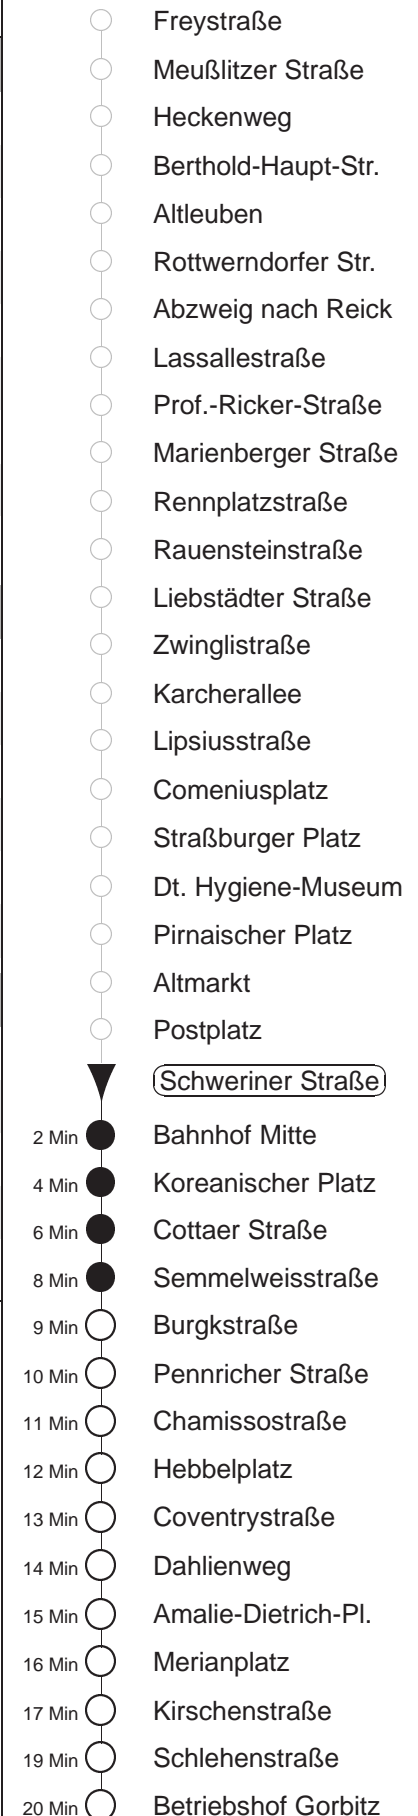 Freystraße
Meußlitzer Straße
Heckenweg
Berthold-Haupt-Str.
Altleuben
Rottwerndorfer Str.
Abzweig nach Reick
Lassallestraße
Prof.-Ricker-Straße
Marienberger Straße
Rennplatzstraße
Rauensteinstraße
Liebstädter Straße
Zwinglistraße
Karcherallee
Lipsiusstraße
Comeniusplatz
Straßburger Platz
Dt. Hygiene-Museum
Pirnaischer Platz
Altmarkt
Postplatz
Schweriner Straße
2 Min Bahnhof Mitte
4 Min Koreanischer Platz
6 Min Cottaer Straße
8 Min Semmelweisstraße
9 Min Burgkstraße
10 Min Pennricher Straße
11 Min Chamissostraße
12 Min Hebbelplatz
13 Min Coventrystraße
14 Min Dahlienweg
15 Min Amalie-Dietrich-Pl.
16 Min Merianplatz
17 Min Kirschenstraße
19 Min Schlehenstraße
20 Min Betriebshof Gorbitz